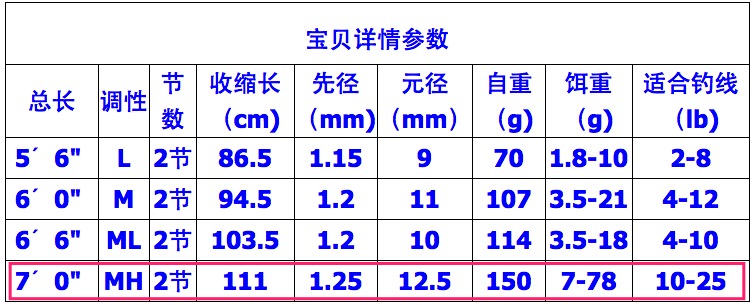 宝贝详情参数
总长 调性 节数 收缩长(cm) 先径(mm) 元径(mm) 自重(g) 饵重(g) 适合钓线(lb)
5´ 6" L 2节 86.5 1.15 9 70 1.8-10 2-8
6´ 0" M 2节 94.5 1.2 11 107 3.5-21 4-12
6´ 6" ML 2节 103.5 1.2 10 114 3.5-18 4-10
7´ 0" MH 2节 111 1.25 12.5 150 7-78 10-25